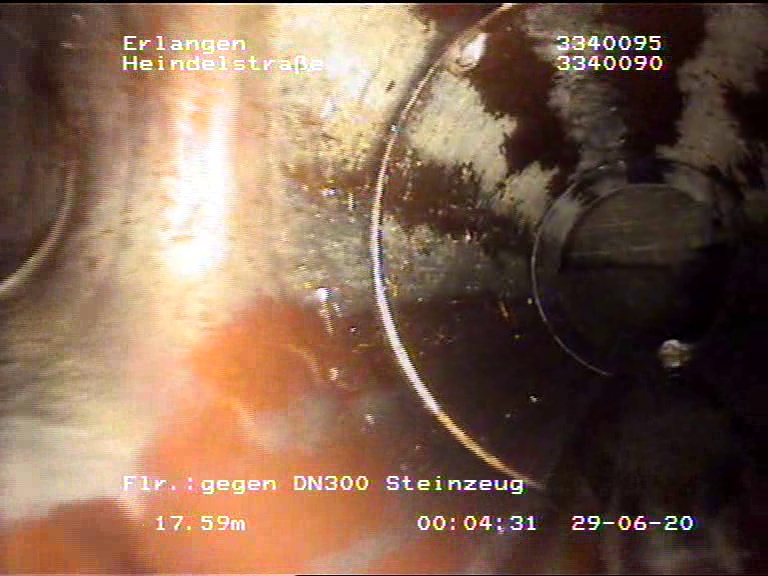 Erlangen 3340095
Heindelstraße 3340090
Flr.:gegen DN300 Steinzeug
17.59m 00:04:31 29-06-20